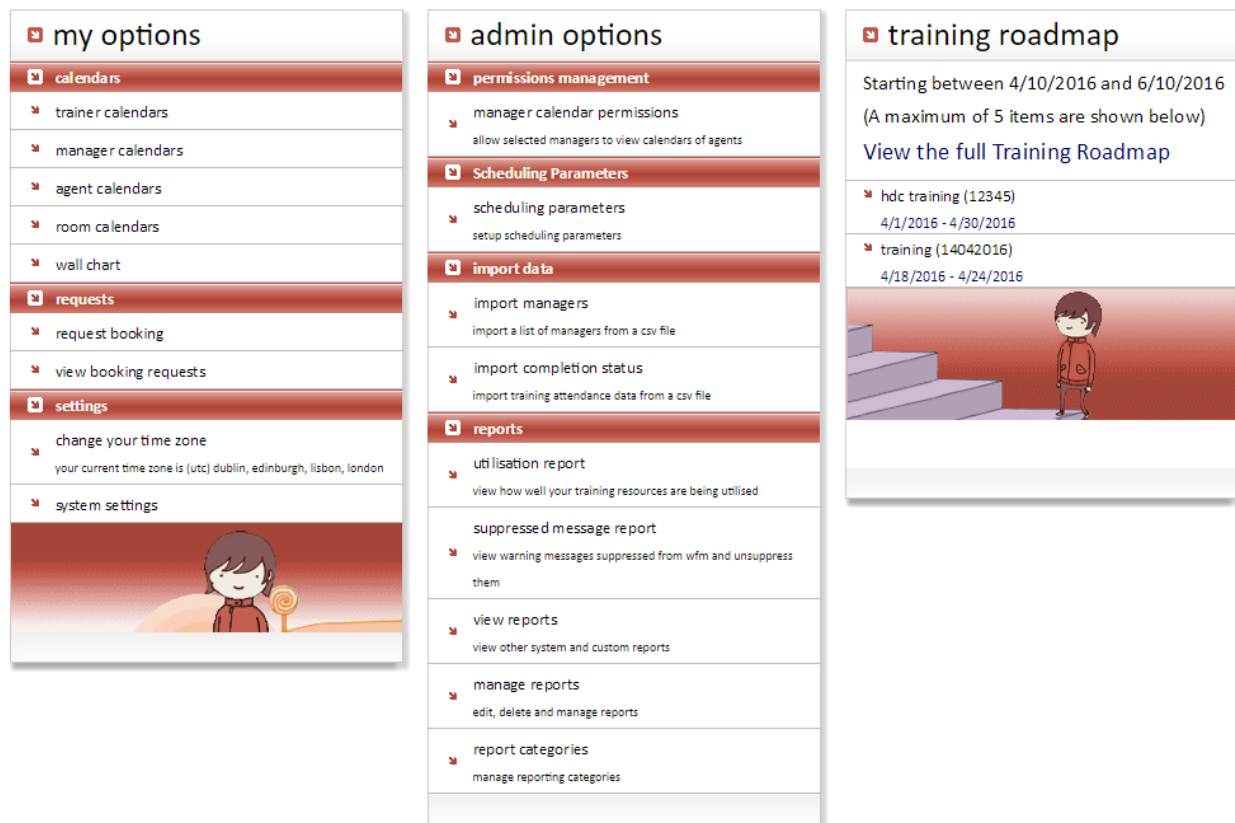 my options
calendars
trainer calendars
manager calendars
agent calendars
room calendars
wall chart
requests
request booking
view booking requests
settings
change your time zone
your current time zone is (utc) dublin, edinburgh, lisbon, london
system settings
admin options
permissions management
manager calendar permissions
allow selected managers to view calendars of agents
Scheduling Parameters
scheduling parameters
setup scheduling parameters
import data
import managers
import a list of managers from a csv file
import completion status
import training attendance data from a csv file
reports
utilisation report
view how well your training resources are being utilised
suppressed message report
view warning messages suppressed from wfm and unsuppress
them
view reports
view other system and custom reports
manage reports
edit, delete and manage reports
report categories
manage reporting categories
training roadmap
Starting between 4/10/2016 and 6/10/2016
(A maximum of 5 items are shown below)
View the full Training Roadmap
hdc training (12345)
4/1/2016 - 4/30/2016
training (14042016)
4/18/2016 - 4/24/2016